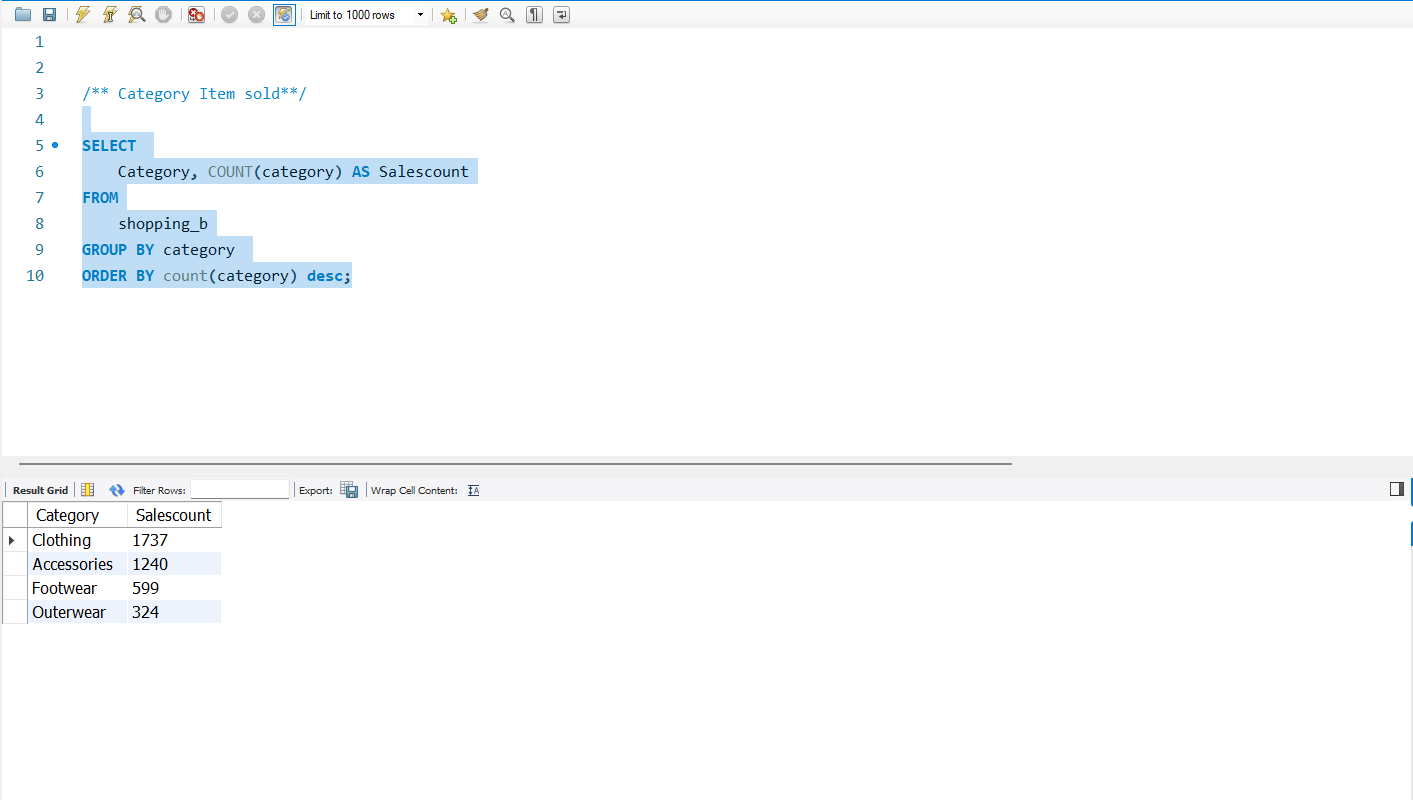 Limit to 1000 rows
1
2
3 /** Category Item sold**/
4
5 SELECT
6 Category, COUNT(category) AS Salescount
7 FROM
8 shopping_b
9 GROUP BY category
10 ORDER BY count(category) desc;
Result Grid Filter Rows: Export: Wrap Cell Content: IA
Category Salescount
Clothing 1737
Accessories 1240
Footwear 599
Outerwear 324